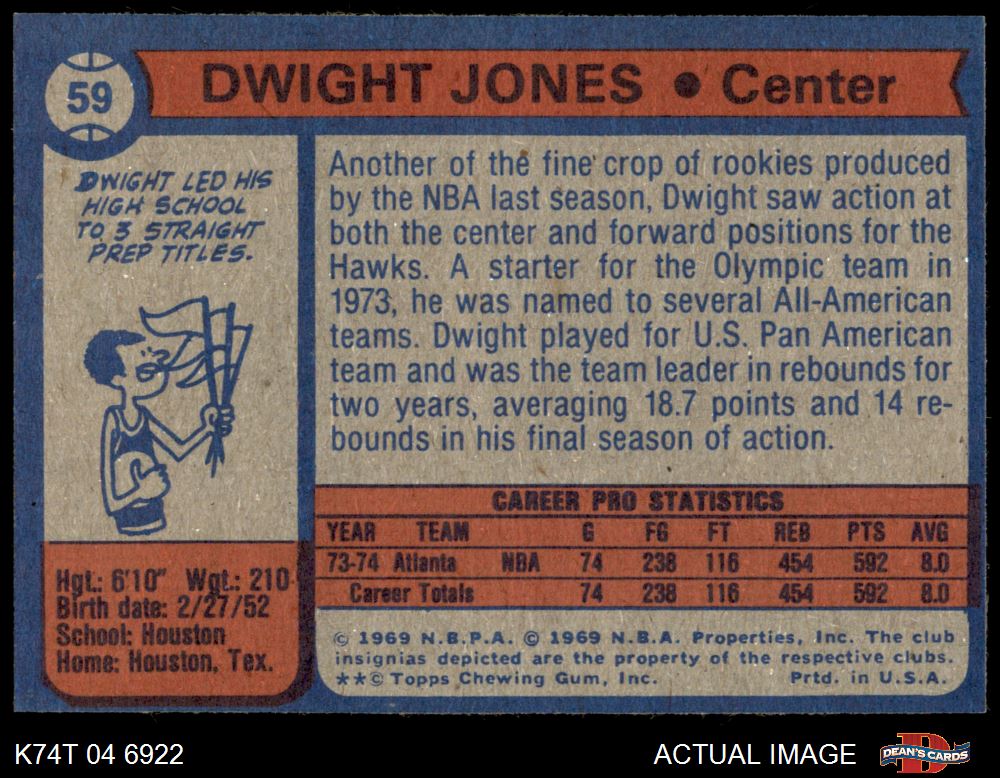 59
DWIGHT JONES ● Center
DWIGHT LED HIS
HIGH SCHOOL
TO 3 STRAIGHT
PREP TITLES.
Another of the fine crop of rookies produced
by the NBA last season, Dwight saw action at
both the center and forward positions for the
Hawks. A starter for the Olympic team in
1973, he was named to several All-American
teams. Dwight played for U.S. Pan American
team and was the team leader in rebounds for
two years, averaging 18.7 points and 14 re-
bounds in his final season of action.
Hgt.: 6'10" Wgt.: 210
Birth date: 2/27/52
School: Houston
Home: Houston, Tex.
CAREER PRO STATISTICS
YEAR TEAM G FG FT REB PTS AVG
73-74 Atlanta NBA 74 238 116 454 592 8.0
Career Totals 74 238 116 454 592 8.0
© 1969 N.B.P.A. © 1969 N.B.A. Properties, Inc. The club
insignias depicted are the property of the respective clubs.
**© Topps Chewing Gum, Inc. Prtd. in U.S.A.
K74T 04 6922
ACTUAL IMAGE
D
DEAN'S CARDS